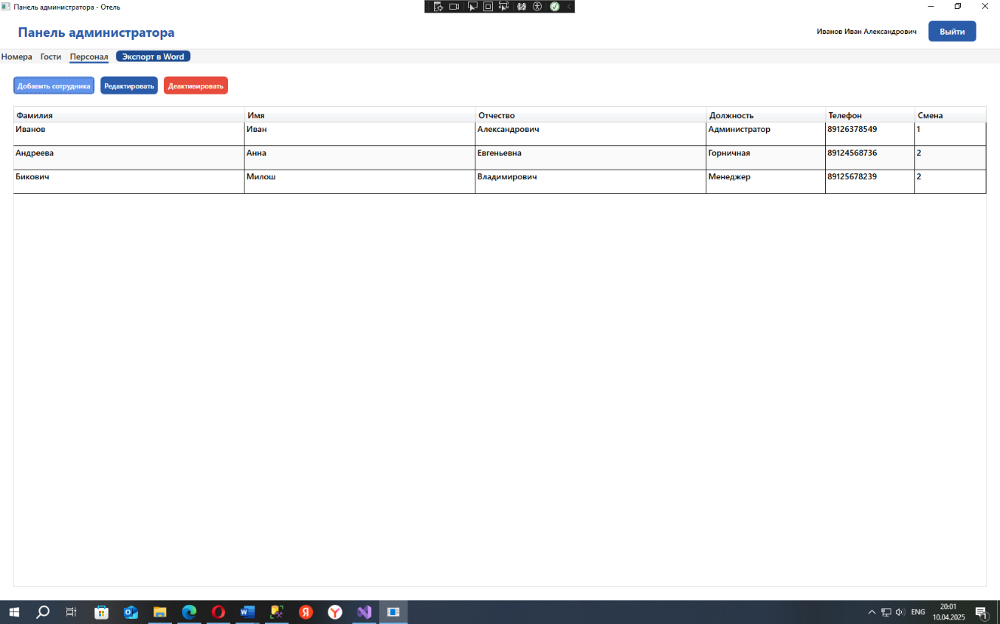 Панель администратора - Отель
Панель администратора
Иванов Иван Александрович
Выйти
Номера Гости Персонал Экспорт в Word
Добавить сотрудника Редактировать Деактивировать
Фамилия Имя Отчество Должность Телефон Смена
Иванов Иван Александрович Администратор 89126378549 1
Андреева Анна Евгеньевна Горничная 89124568736 2
Бикович Милош Владимирович Менеджер 89125678239 2
ENG
20:01
10.04.2025
1